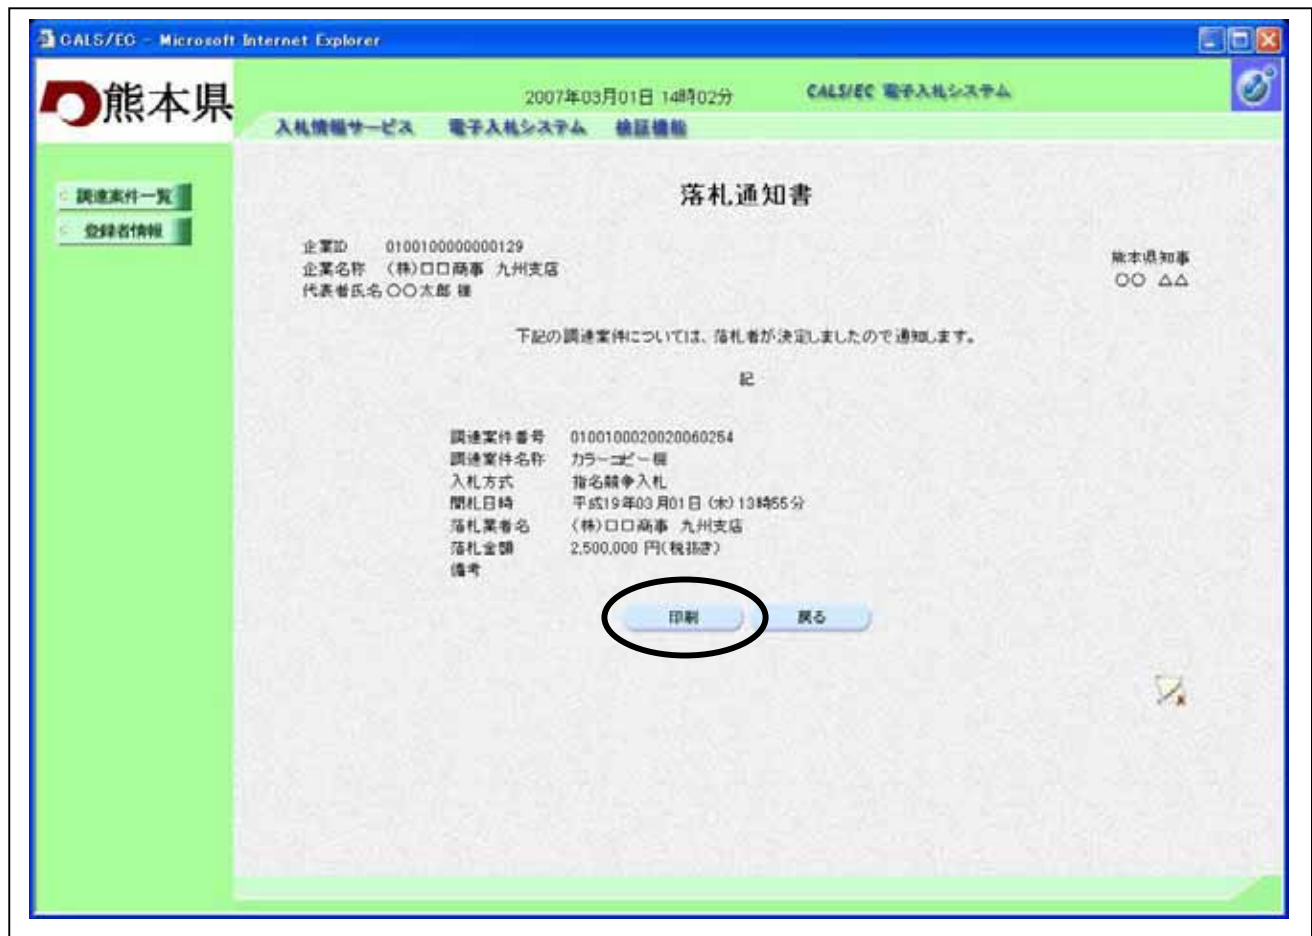 CALS/EC - Microsoft Internet Explorer
熊本県
2007年03月01日 14時02分
CALS/EC 電子入札システム
入札情報サービス 電子入札システム 検証機能
調達案件一覧
登録者情報
落札通知書
企業ID 0100100000000129
企業名称 (株)口口商事 九州支店
代表者氏名 〇〇太郎 様
熊本県知事
〇〇 △△
下記の調達案件については、落札者が決定しましたので通知します。
記
調達案件番号 0100100020020060254
調達案件名称 カラーコピー機
入札方式 指名競争入札
開札日時 平成19年03月01日 (木) 13時55分
落札業者名 (株)口口商事 九州支店
落札金額 2,500,000 円(税抜き)
備考
印刷 戻る